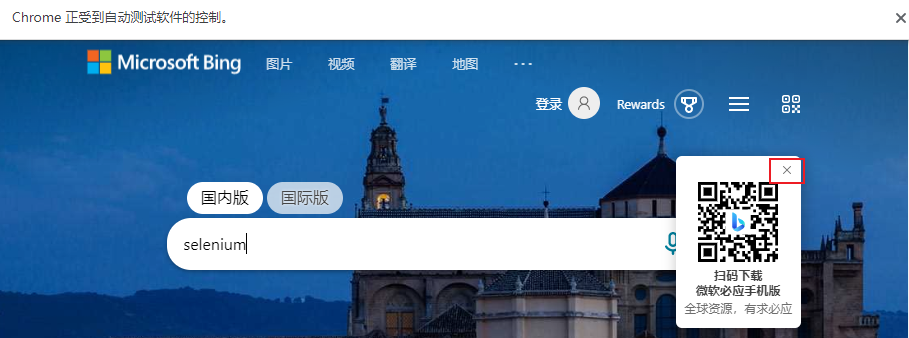 Chrome 正受到自动测试软件的控制。
Microsoft Bing 图片 视频 翻译 地图 ...
登录 Rewards
国内版 国际版
selenium
扫码下载
微软必应手机版
全球资源，有求必应